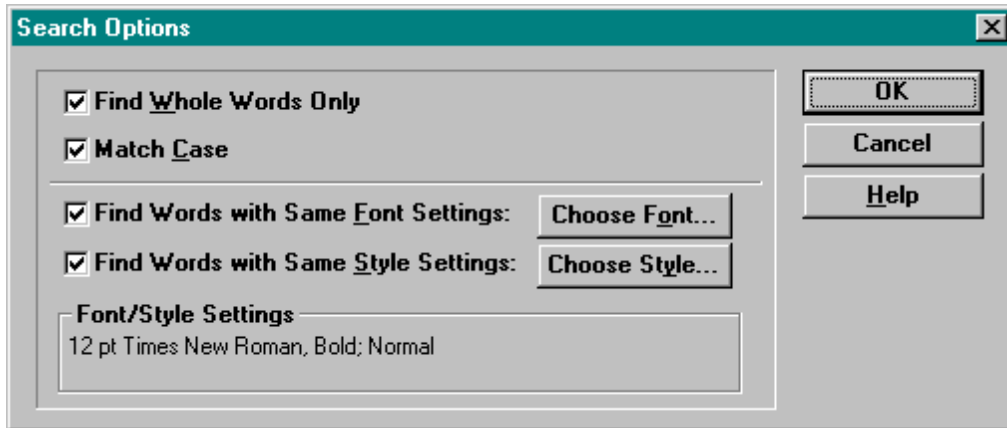 Search Options
Find Whole Words Only
Match Case
Find Words with Same Font Settings:
Choose Font...
Find Words with Same Style Settings:
Choose Style...
Font/Style Settings
12 pt Times New Roman, Bold; Normal
OK
Cancel
Help